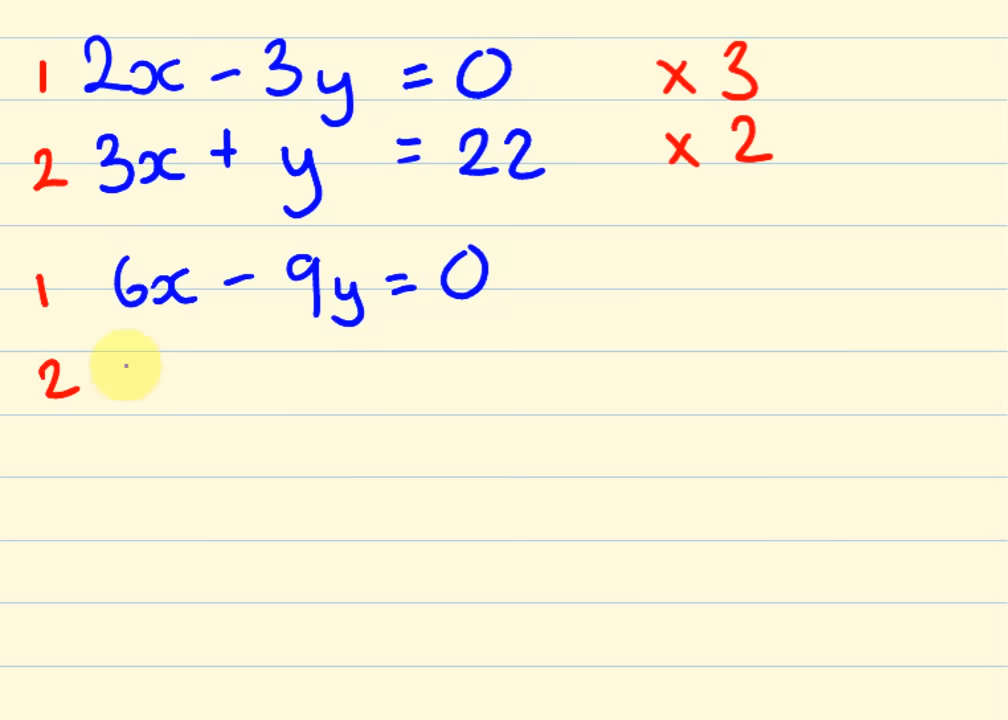 1 2x - 3y = 0 x 3
2 3x + y = 22 x 2
1 6x - 9y = 0
2